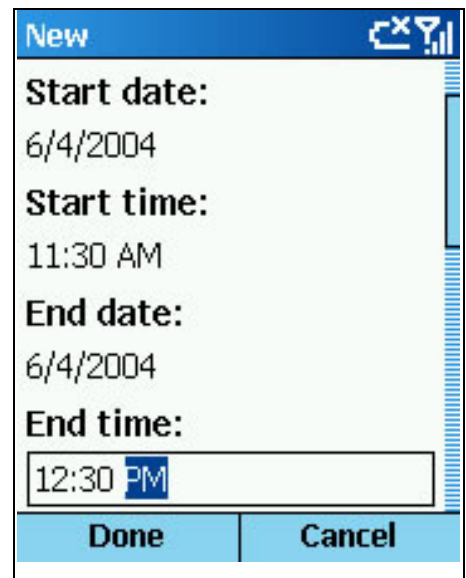 New
Start date:
6/4/2004
Start time:
11:30 AM
End date:
6/4/2004
End time:
12:30 PM
Done Cancel